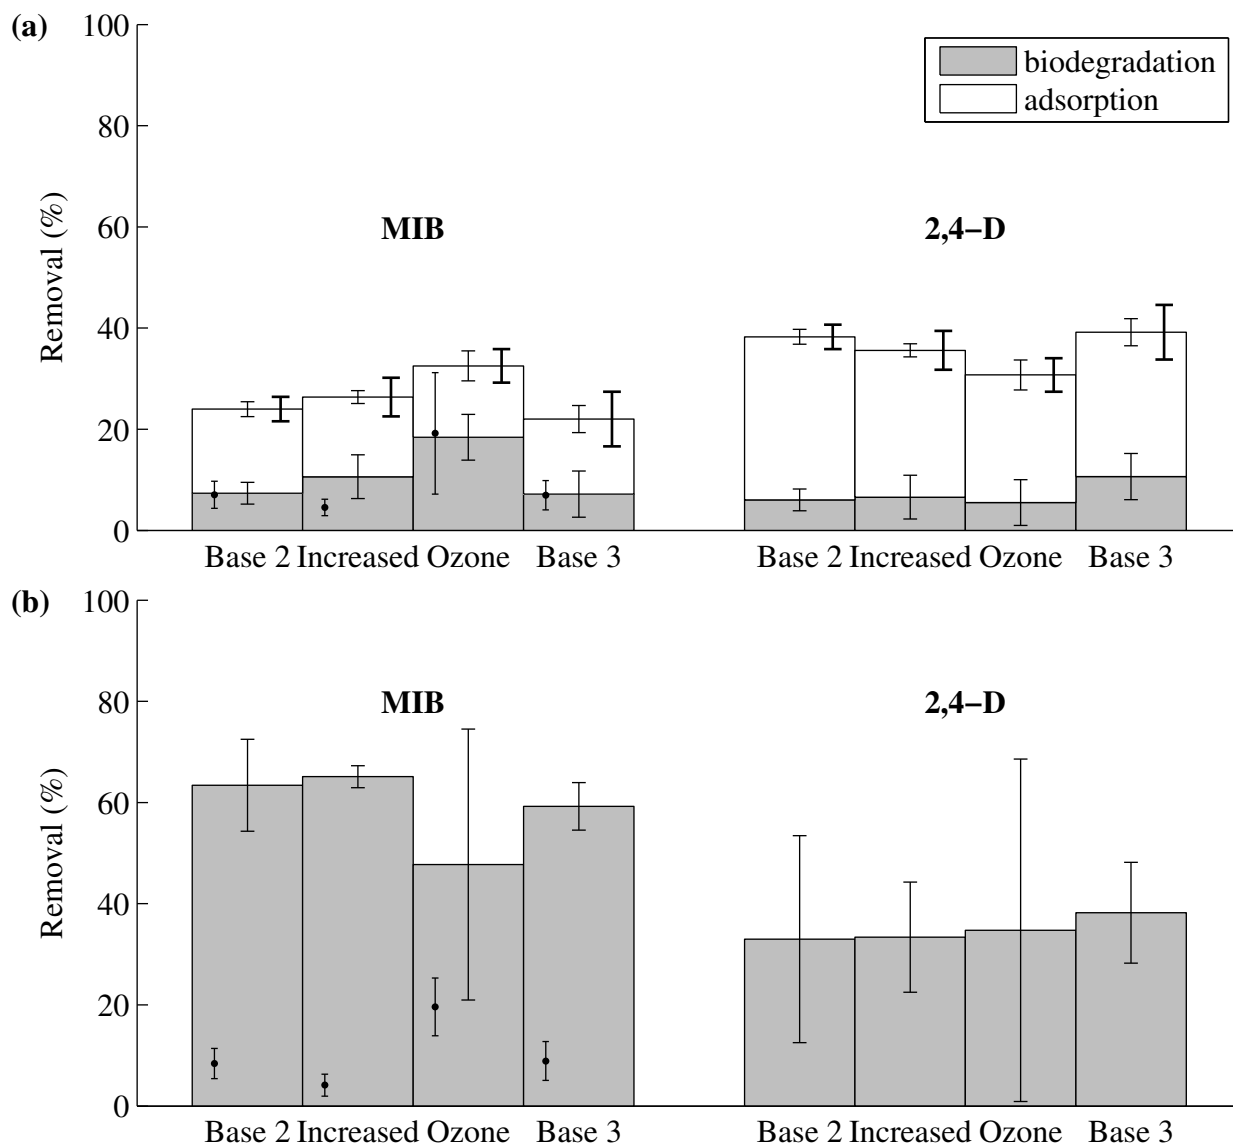 (a)
100
80
60
40
20
0
Removal (%)
biodegradation
adsorption
MIB
2,4−D
Base 2 Increased Ozone Base 3
Base 2 Increased Ozone Base 3
(b)
100
80
60
40
20
0
Removal (%)
MIB
2,4−D
Base 2 Increased Ozone Base 3
Base 2 Increased Ozone Base 3